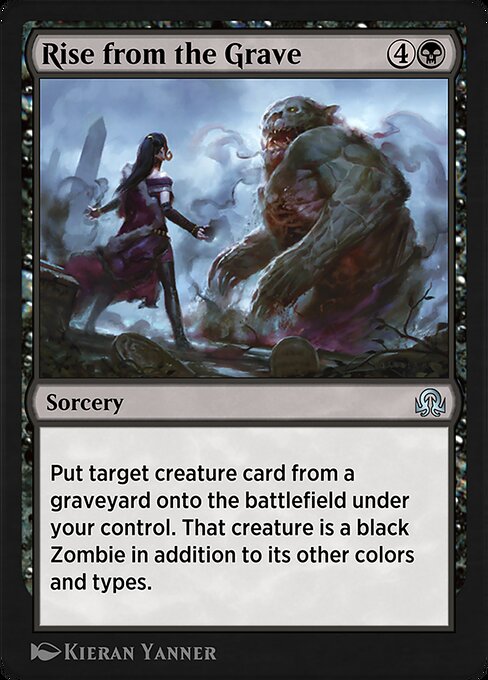 Rise from the Grave 4
Sorcery
Put target creature card from a
graveyard onto the battlefield under
your control. That creature is a black
Zombie in addition to its other colors
and types.
KIERAN YANNER